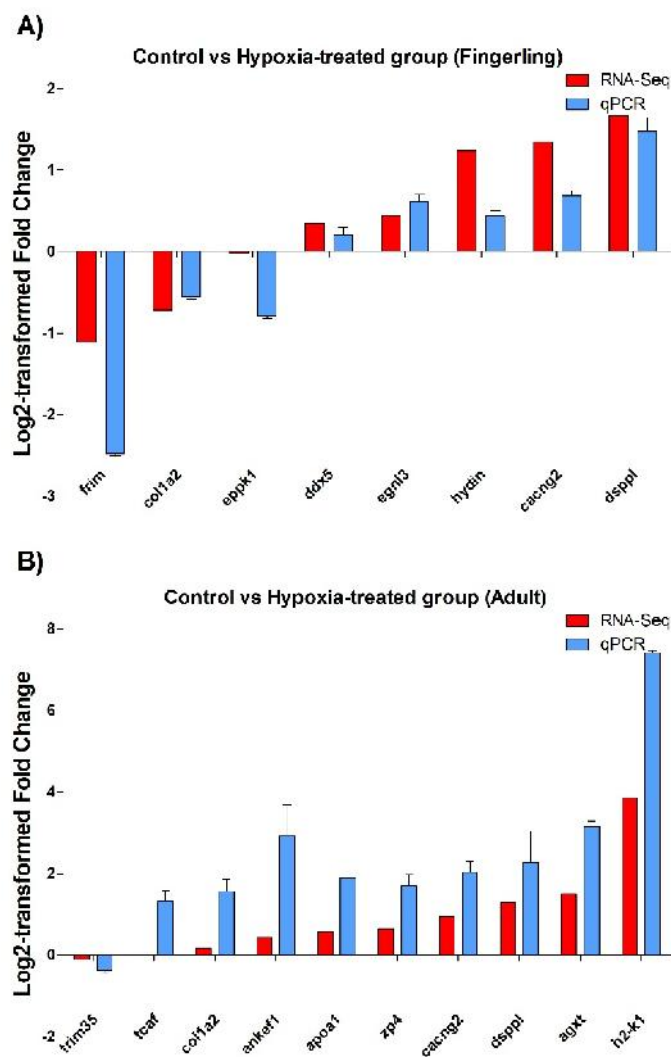 A)
Control vs Hypoxia-treated group (Fingerling)
RNA-Seq
qPCR
Log2-transformed Fold Change
2
1
0
-1
-2
-3
frim
col1a2
eppk1
ddx5
egnl3
hydin
cacng2
dsppl
B)
Control vs Hypoxia-treated group (Adult)
RNA-Seq
qPCR
Log2-transformed Fold Change
8
6
4
2
0
-2
trim35
tcaf
col1a2
ankef1
apoa1
zp4
cacng2
dsppl
agxt
h2-k1